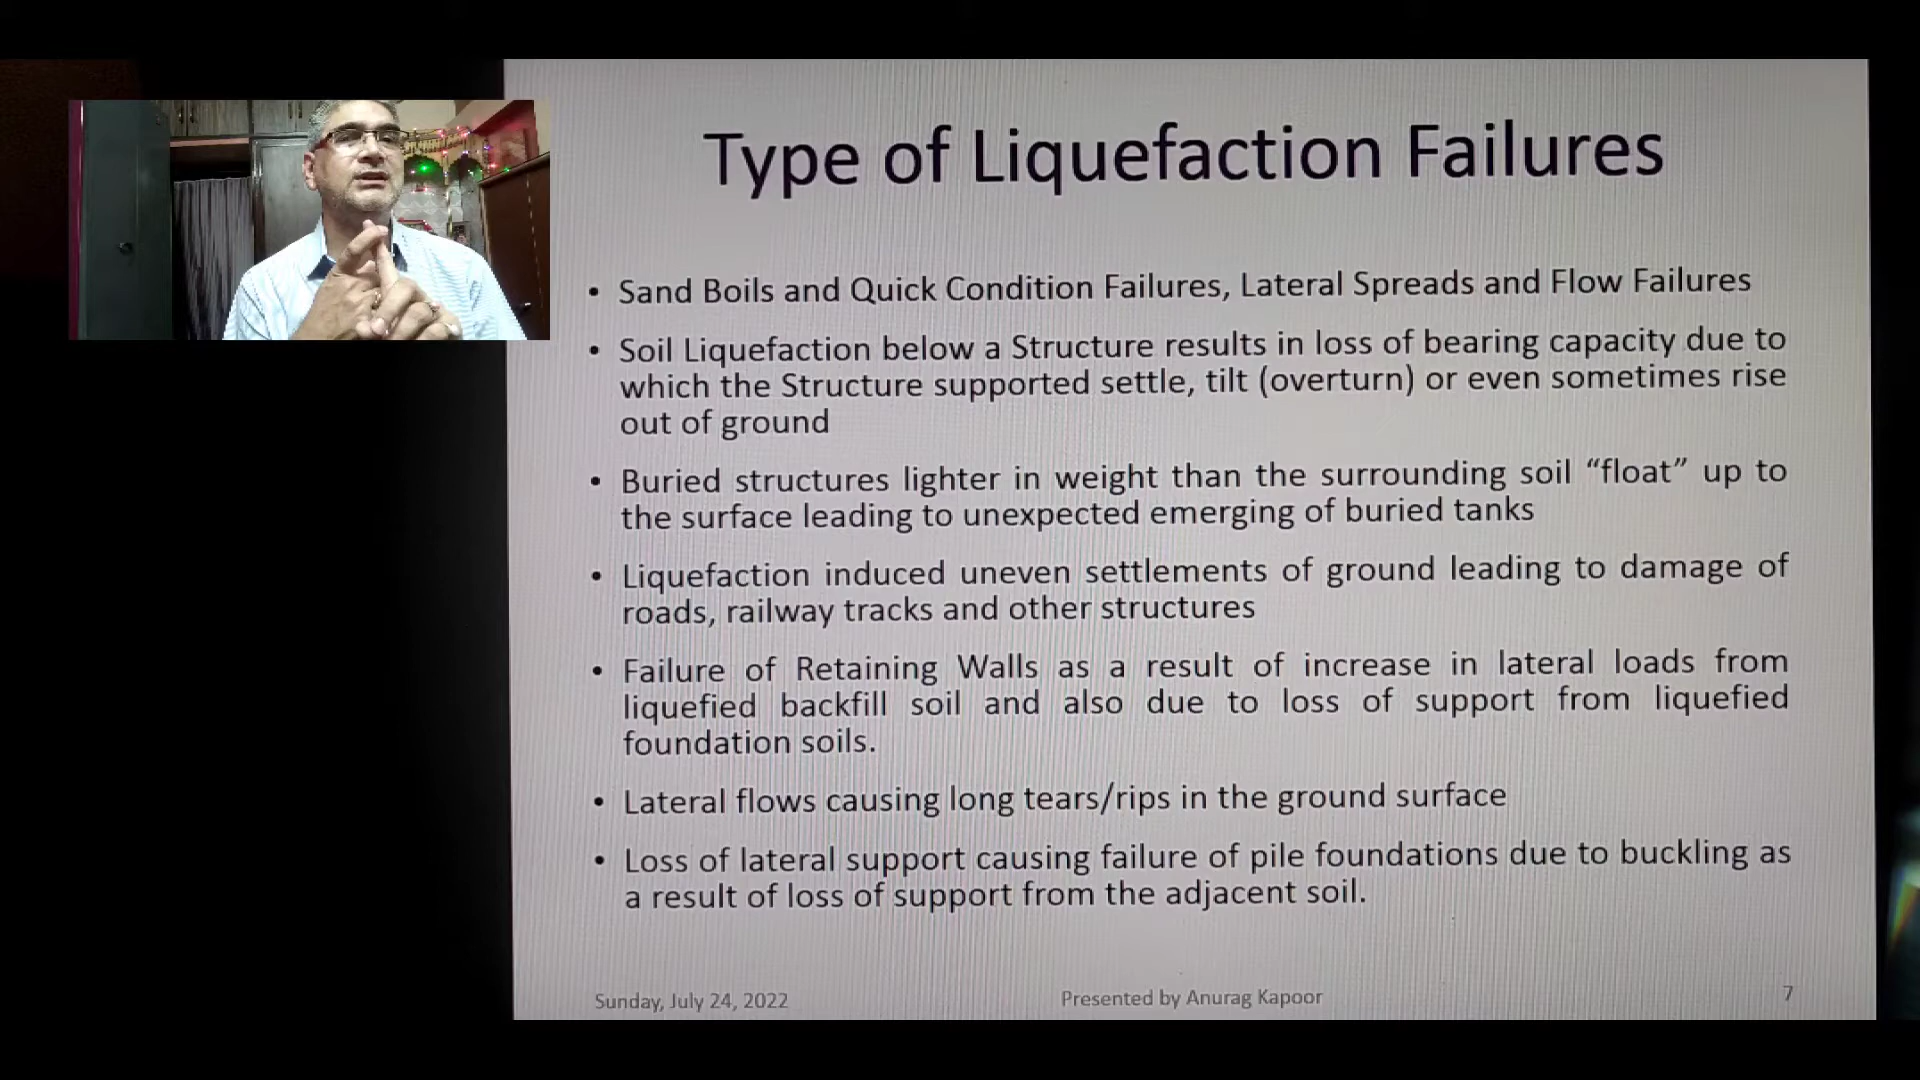 Type of Liquefaction Failures
• Sand Boils and Quick Condition Failures, Lateral Spreads and Flow Failures
• Soil Liquefaction below a Structure results in loss of bearing capacity due to
which the Structure supported settle, tilt (overturn) or even sometimes rise
out of ground
• Buried structures lighter in weight than the surrounding soil “float” up to
the surface leading to unexpected emerging of buried tanks
• Liquefaction induced uneven settlements of ground leading to damage of
roads, railway tracks and other structures
• Failure of Retaining Walls as a result of increase in lateral loads from
liquefied backfill soil and also due to loss of support from liquefied
foundation soils.
• Lateral flows causing long tears/rips in the ground surface
• Loss of lateral support causing failure of pile foundations due to buckling as
a result of loss of support from the adjacent soil.
Sunday, July 24, 2022
Presented by Anurag Kapoor
7